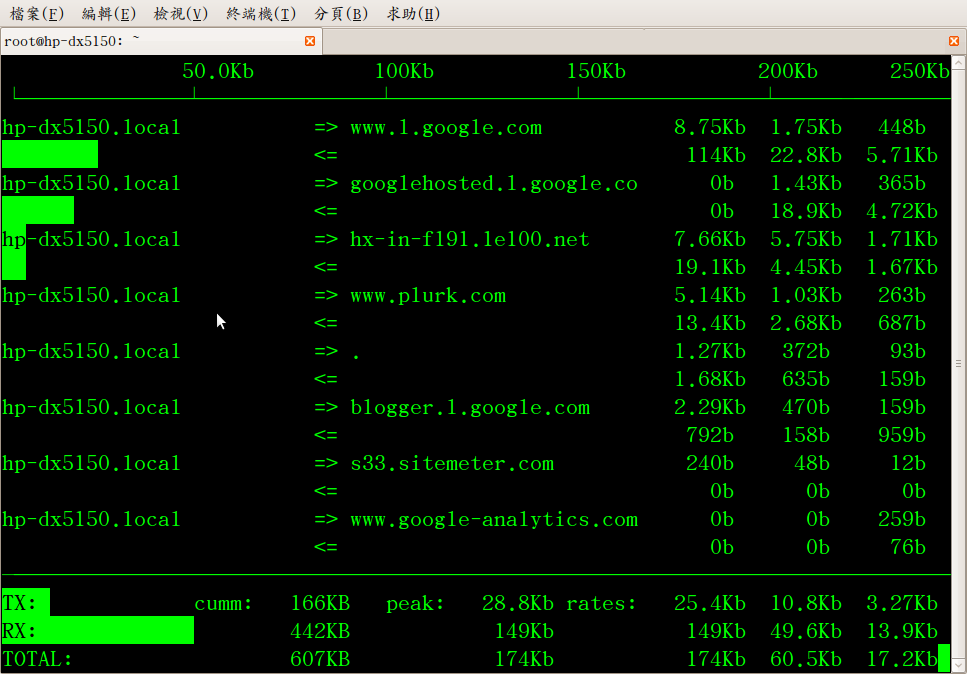 檔案(F) 編輯(E) 檢視(V) 終端機(T) 分頁(B) 求助(H)
root@hp-dx5150: ~
50.0Kb 100Kb 150Kb 200Kb 250Kb
hp-dx5150.local => www.l.google.com 8.75Kb 1.75Kb 448b
<= 114Kb 22.8Kb 5.71Kb
hp-dx5150.local => googlehosted.l.google.co 0b 1.43Kb 365b
<= 0b 18.9Kb 4.72Kb
hp-dx5150.local => hx-in-f191.1e100.net 7.66Kb 5.75Kb 1.71Kb
<= 19.1Kb 4.45Kb 1.67Kb
hp-dx5150.local => www.plurk.com 5.14Kb 1.03Kb 263b
<= 13.4Kb 2.68Kb 687b
hp-dx5150.local => . 1.27Kb 372b 93b
<= 1.68Kb 635b 159b
hp-dx5150.local => blogger.l.google.com 2.29Kb 470b 159b
<= 792b 158b 959b
hp-dx5150.local => s33.sitemeter.com 240b 48b 12b
<= 0b 0b 0b
hp-dx5150.local => www.google-analytics.com 0b 0b 259b
<= 0b 0b 76b
TX: cumm: 166KB peak: 28.8Kb rates: 25.4Kb 10.8Kb 3.27Kb
RX: 442KB 149Kb 149Kb 49.6Kb 13.9Kb
TOTAL: 607KB 174Kb 174Kb 60.5Kb 17.2Kb